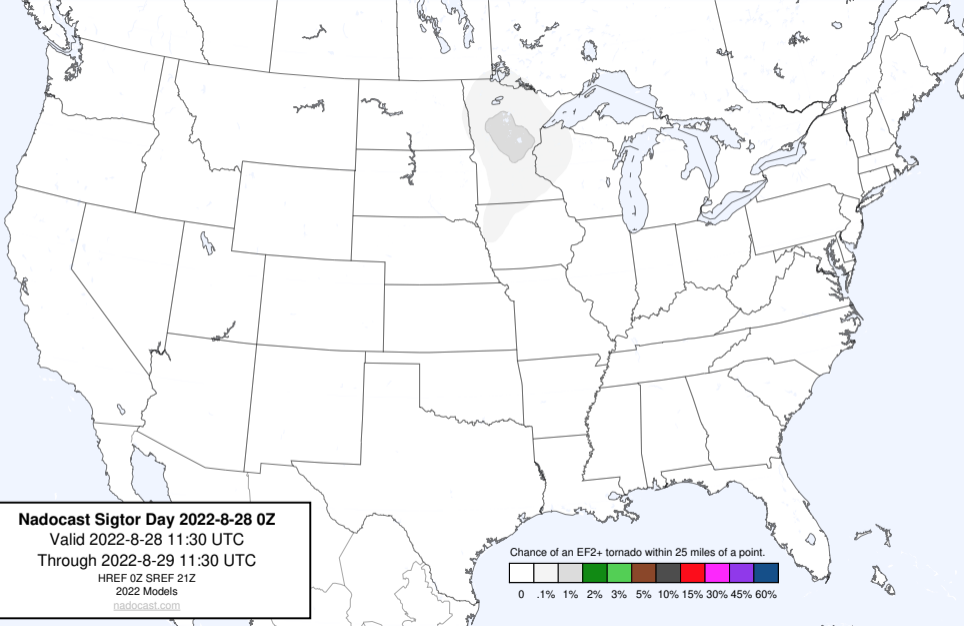 Nadocast Sigtor Day 2022-8-28 0Z
Valid 2022-8-28 11:30 UTC
Through 2022-8-29 11:30 UTC
HREF 0Z SREF 21Z
2022 Models
nadocast.com
Chance of an EF2+ tornado within 25 miles of a point.
0 .1% 1% 2% 3% 5% 10% 15% 30% 45% 60%